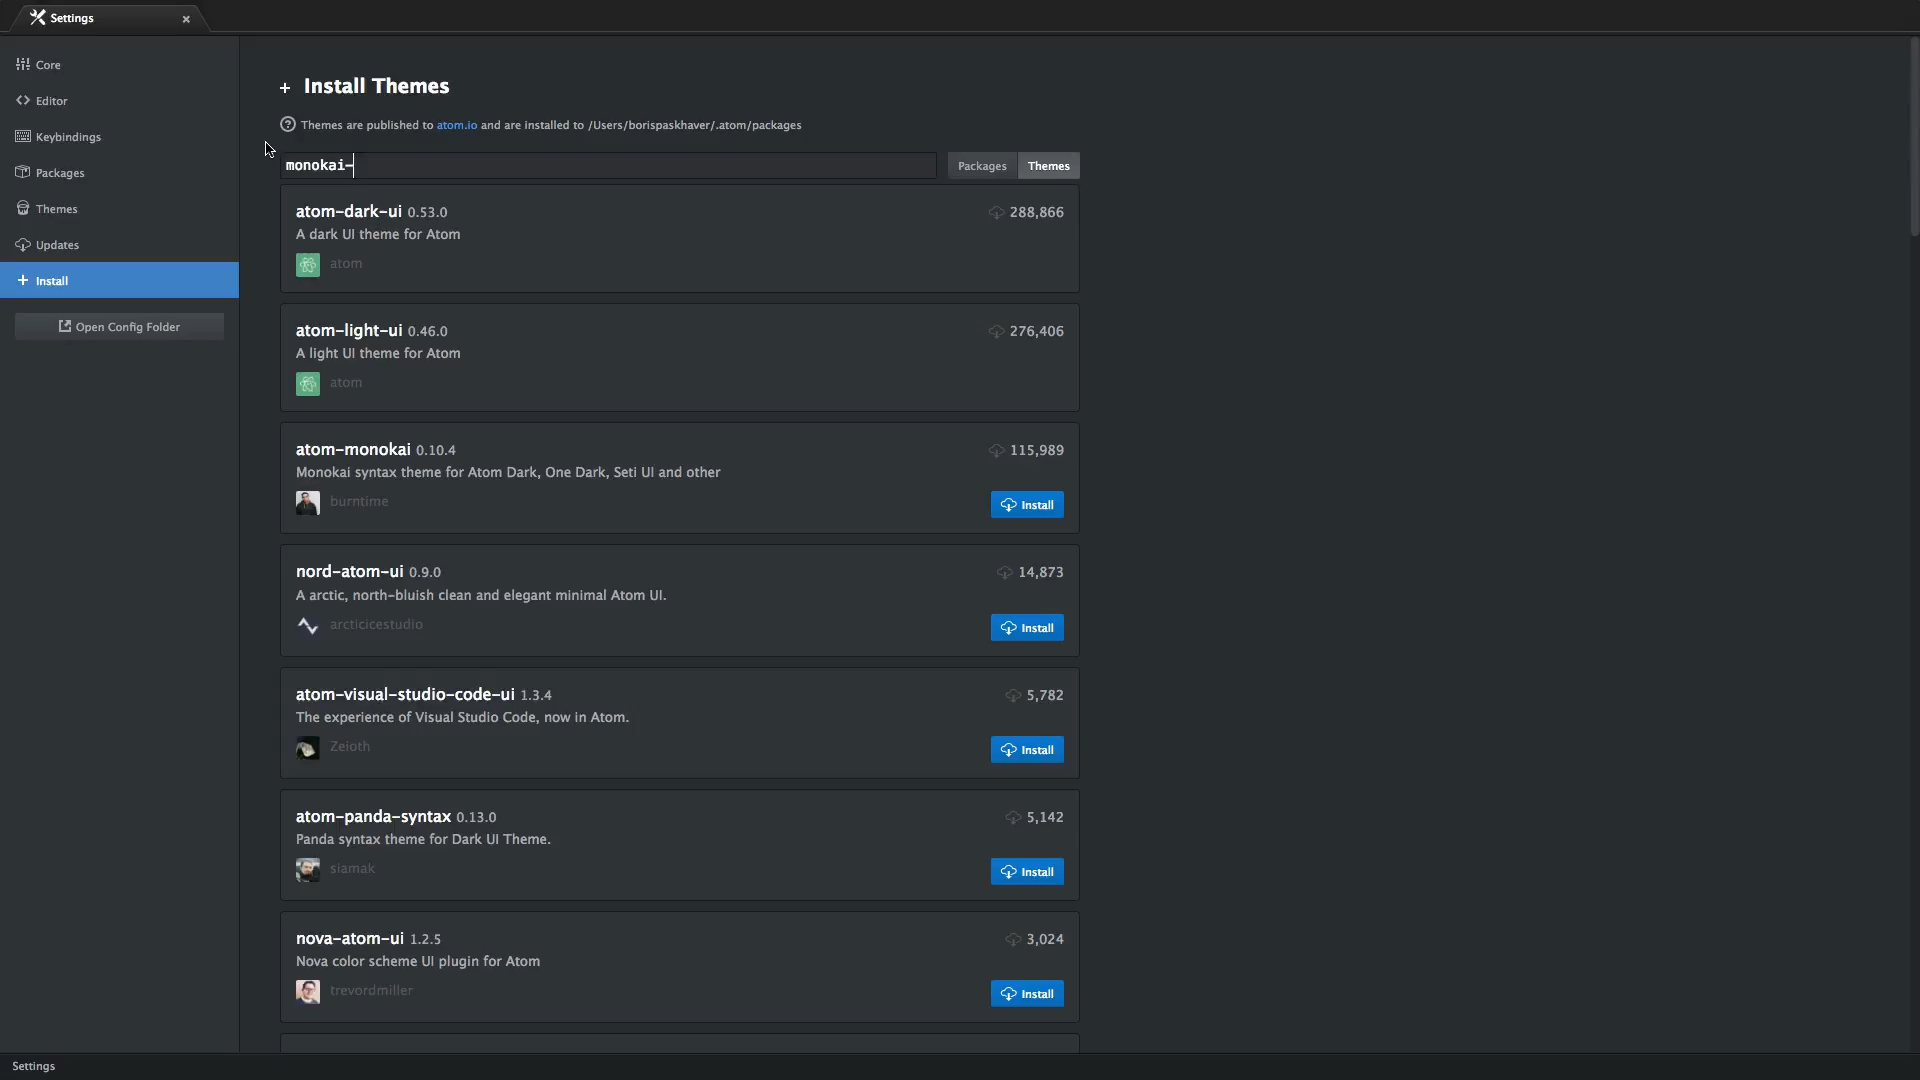 Settings
Core
Editor
Keybindings
Packages
Themes
Updates
Install
Open Config Folder
Install Themes
Themes are published to atom.io and are installed to /Users/borispaskhaver/.atom/packages
monokai-
Packages Themes
atom-dark-ui 0.53.0 288,866
A dark UI theme for Atom
atom
atom-light-ui 0.46.0 276,406
A light UI theme for Atom
atom
atom-monokai 0.10.4 115,989
Monokai syntax theme for Atom Dark, One Dark, Seti UI and other
burntime
Install
nord-atom-ui 0.9.0 14,873
A arctic, north-bluish clean and elegant minimal Atom UI.
arcticicestudio
Install
atom-visual-studio-code-ui 1.3.4 5,782
The experience of Visual Studio Code, now in Atom.
Zeioth
Install
atom-panda-syntax 0.13.0 5,142
Panda syntax theme for Dark UI Theme.
siamak
Install
nova-atom-ui 1.2.5 3,024
Nova color scheme UI plugin for Atom
trevordmiller
Install
Settings